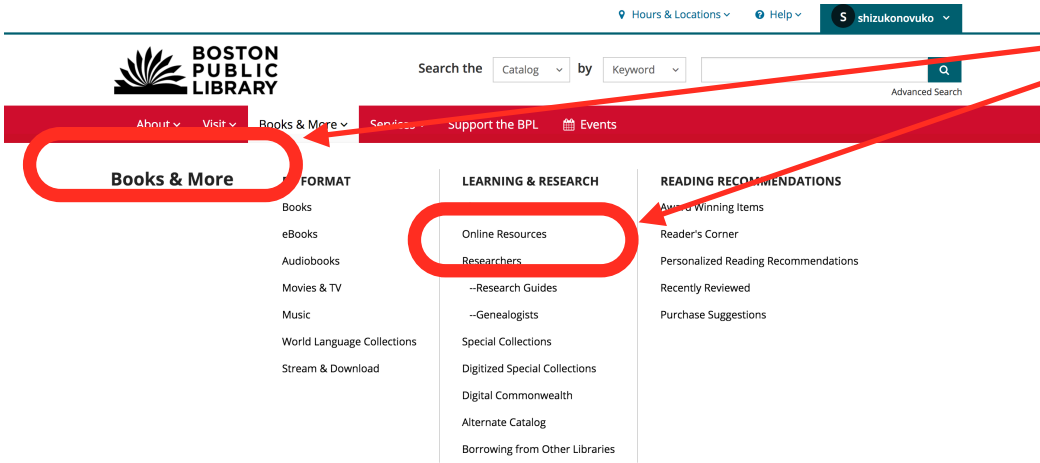 Hours & Locations
Help
S shizukonovuko
BOSTON
PUBLIC
LIBRARY
Search the Catalog by Keyword
Advanced Search
About Visit Books & More Services Support the BPL Events
Books & More
FORMAT
Books
eBooks
Audiobooks
Movies & TV
Music
World Language Collections
Stream & Download
LEARNING & RESEARCH
Online Resources
Researchers
--Research Guides
--Genealogists
Special Collections
Digitized Special Collections
Digital Commonwealth
Alternate Catalog
Borrowing from Other Libraries
READING RECOMMENDATIONS
Award Winning Items
Reader's Corner
Personalized Reading Recommendations
Recently Reviewed
Purchase Suggestions